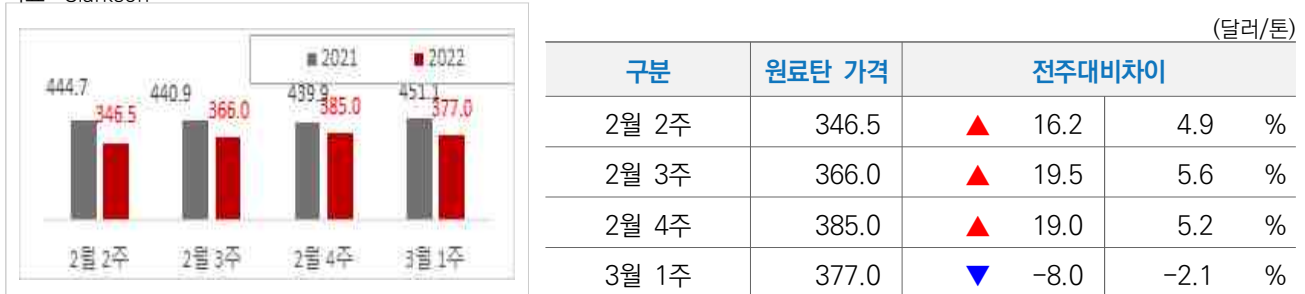 ■ 2021 ■ 2022
444.7 346.5 440.9 366.0 439.9 385.0 451.1 377.0
2월 2주 2월 3주 2월 4주 3월 1주
(달러/톤)
구분 원료탄 가격 전주대비차이
2월 2주 346.5 ▲ 16.2 4.9 %
2월 3주 366.0 ▲ 19.5 5.6 %
2월 4주 385.0 ▲ 19.0 5.2 %
3월 1주 377.0 ▼ -8.0 -2.1 %